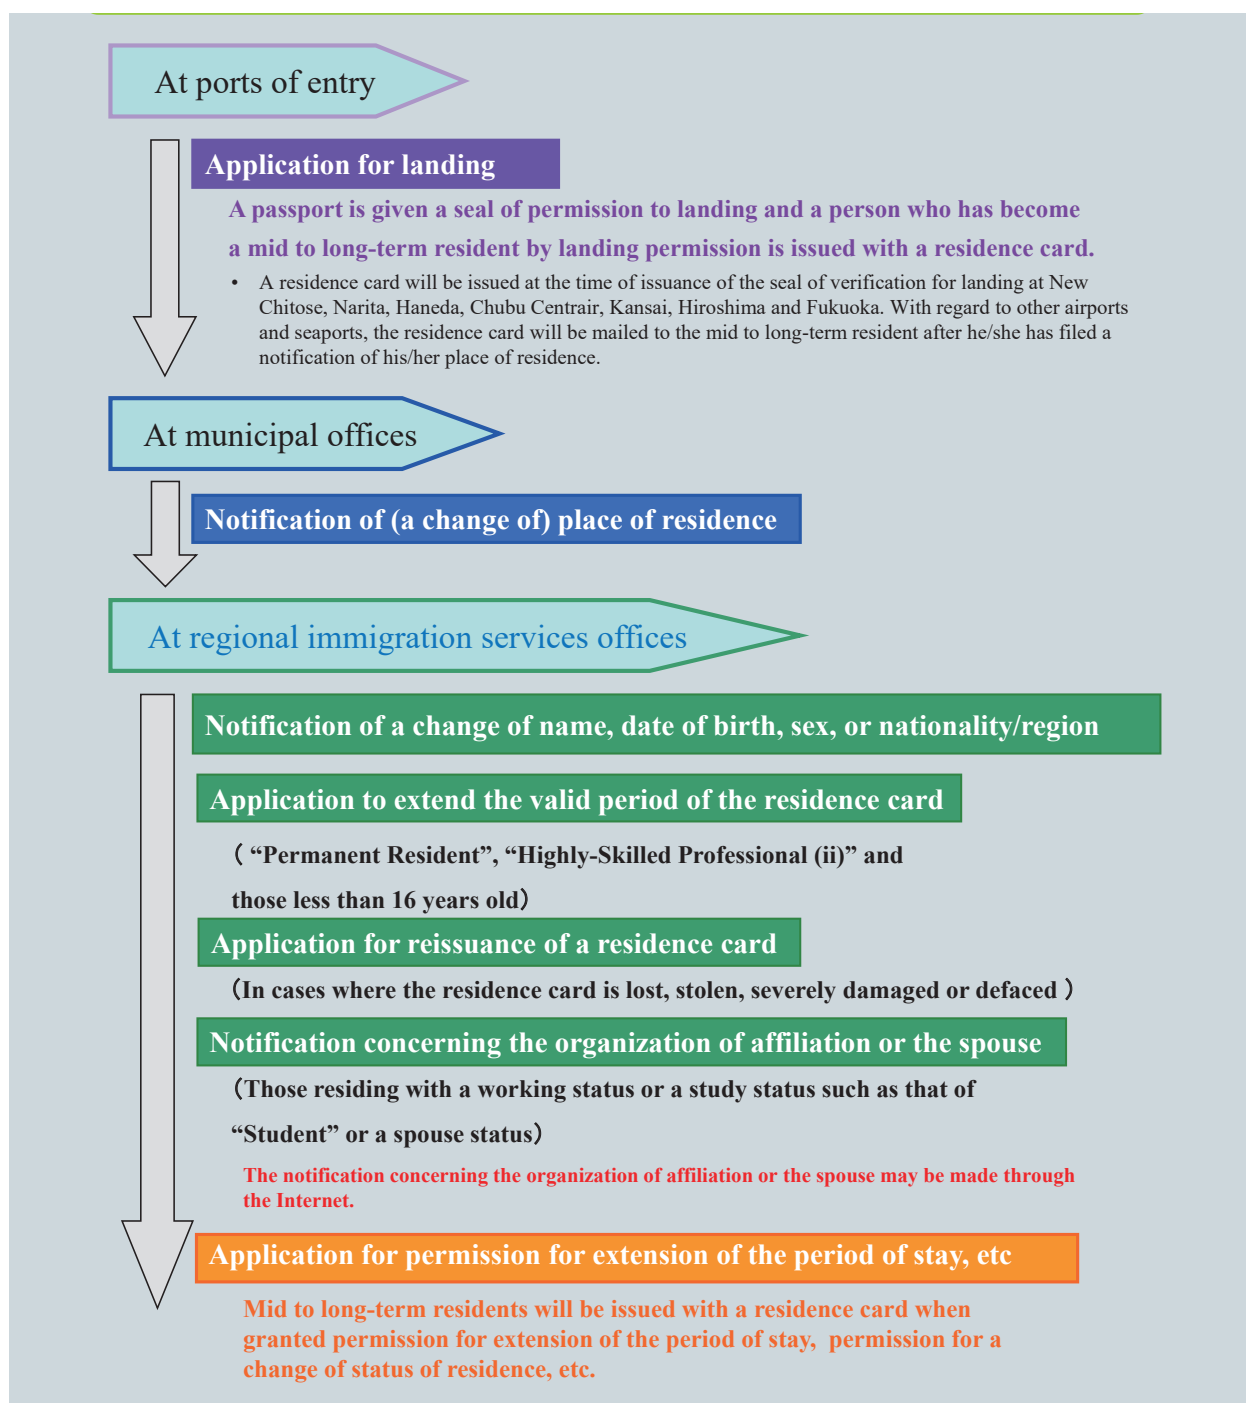 At ports of entry
Application for landing
A passport is given a seal of permission to landing and a person who has become
a mid to long-term resident by landing permission is issued with a residence card.
• A residence card will be issued at the time of issuance of the seal of verification for landing at New
Chitose, Narita, Haneda, Chubu Centrair, Kansai, Hiroshima and Fukuoka. With regard to other airports
and seaports, the residence card will be mailed to the mid to long-term resident after he/she has filed a
notification of his/her place of residence.
At municipal offices
Notification of (a change of) place of residence
At regional immigration services offices
Notification of a change of name, date of birth, sex, or nationality/region
Application to extend the valid period of the residence card
（ “Permanent Resident”, “Highly-Skilled Professional (ii)” and
those less than 16 years old）
Application for reissuance of a residence card
（In cases where the residence card is lost, stolen, severely damaged or defaced ）
Notification concerning the organization of affiliation or the spouse
（Those residing with a working status or a study status such as that of
“Student” or a spouse status）
The notification concerning the organization of affiliation or the spouse may be made through
the Internet.
Application for permission for extension of the period of stay, etc
Mid to long-term residents will be issued with a residence card when
granted permission for extension of the period of stay,  permission for a
change of status of residence, etc.